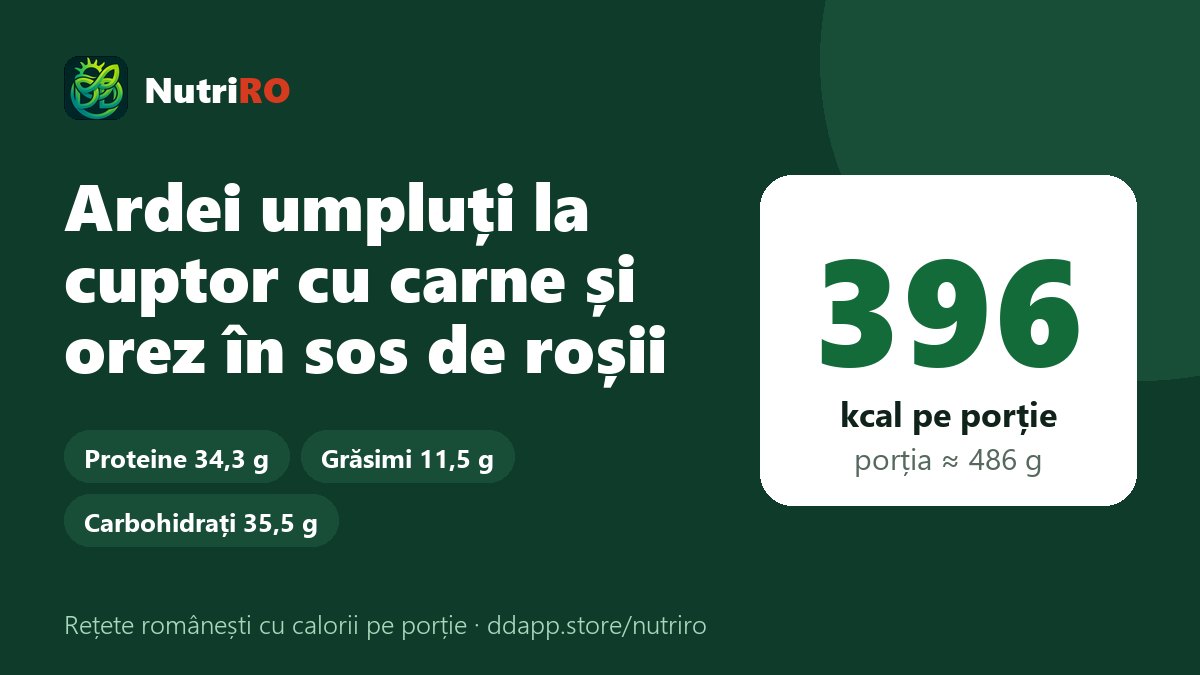 NutriRO
Ardei umpluți la
cuptor cu carne și
orez în sos de roșii
396
kcal pe porție
porția ≈ 486 g
Proteine 34,3 g
Grăsimi 11,5 g
Carbohidrați 35,5 g
Rețete românești cu calorii pe porție · ddapp.store/nutriro